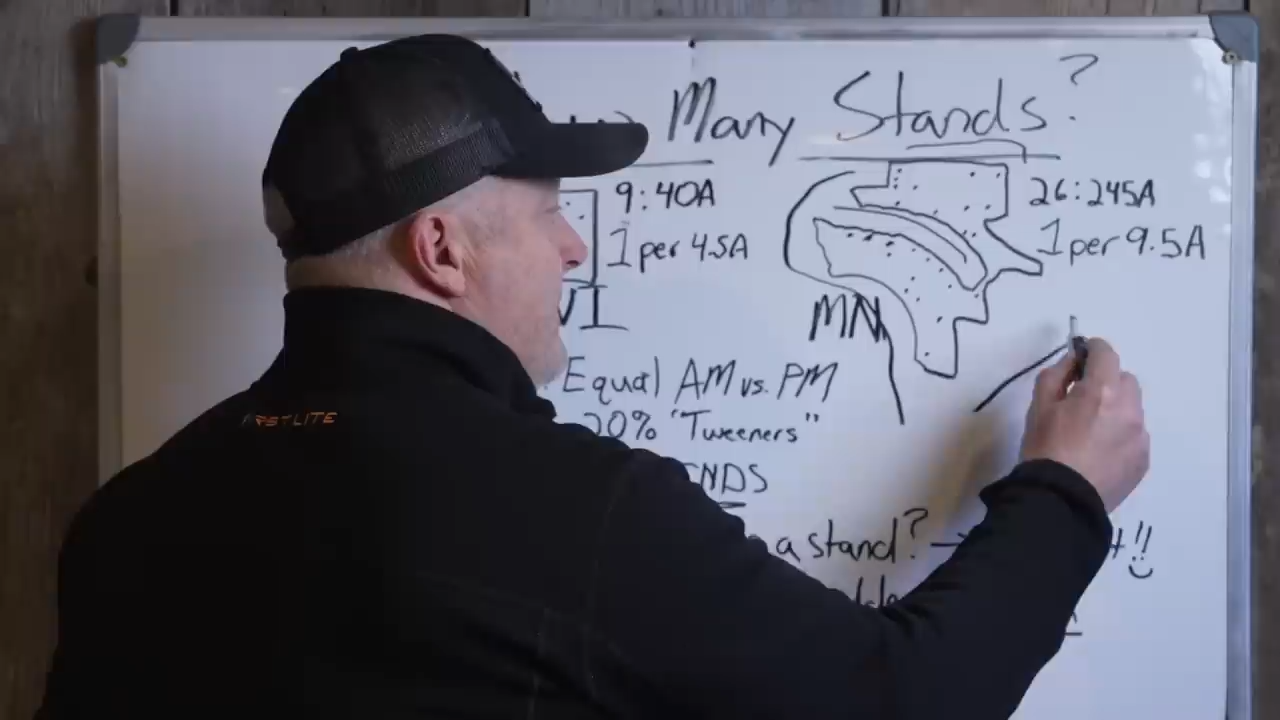 Many Stands?
9:40A
1 per 4.5A
26:245A
1 per 9.5A
MN
Equal AM vs. PM
20% "Tweeners"
a stand? →
!!
FIRSTLITE